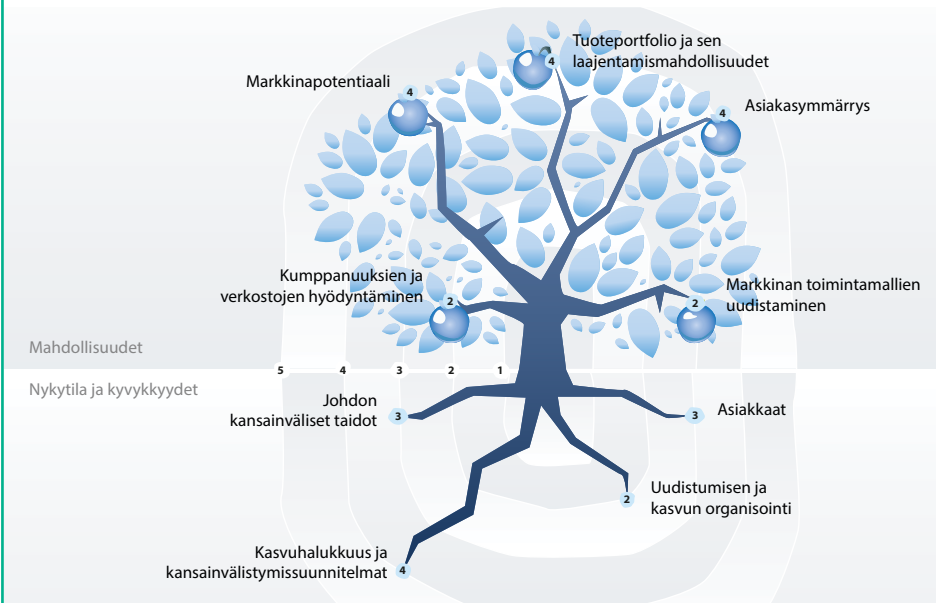 Tuoteportfolio ja sen
laajentamismahdollisuudet
4
Markkinapotentiaali
4
Asiakasymmärrys
4
Kumppanuuksien ja
verkostojen hyödyntäminen
2
Markkinan toimintamallien
uudistaminen
2
Mahdollisuudet
5 4 3 2 1
Nykytila ja kyvykkyydet
Johdon
kansainväliset taidot
3
Asiakkaat
3
Uudistumisen ja
kasvun organisointi
2
Kasvuhalukkuus ja
kansainvälistymissuunnitelmat
4